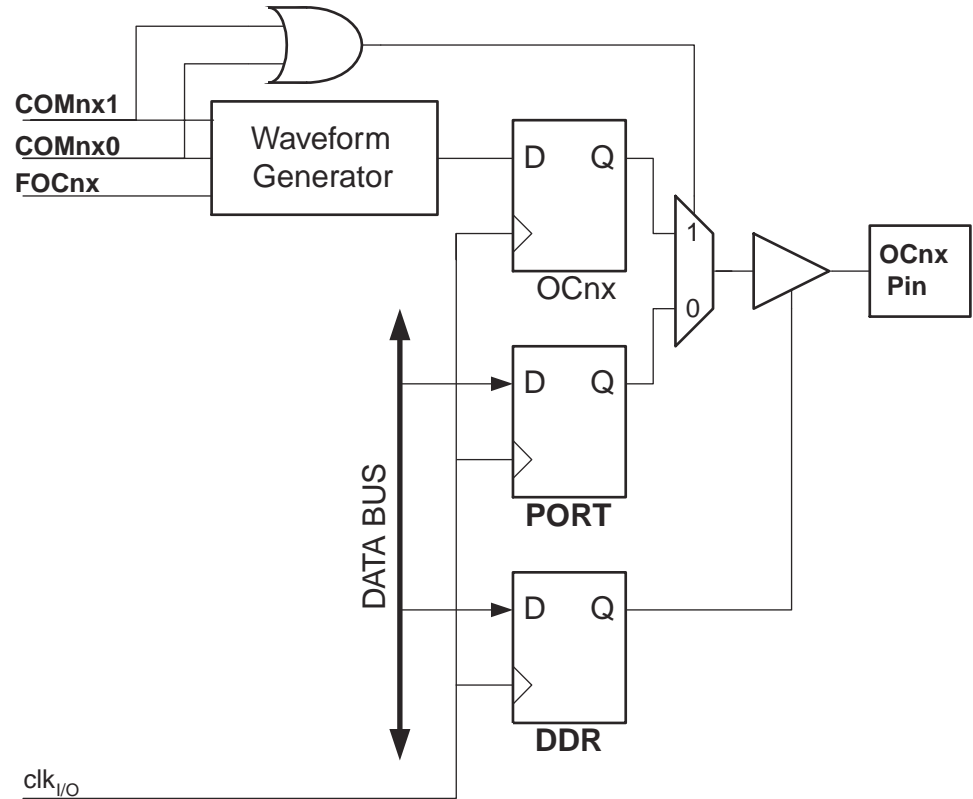 COMnx1
COMnx0
FOCnx
Waveform
Generator
D Q
OCnx
1
0
OCnx
Pin
D Q
PORT
DATA BUS
D Q
DDR
clkI/O